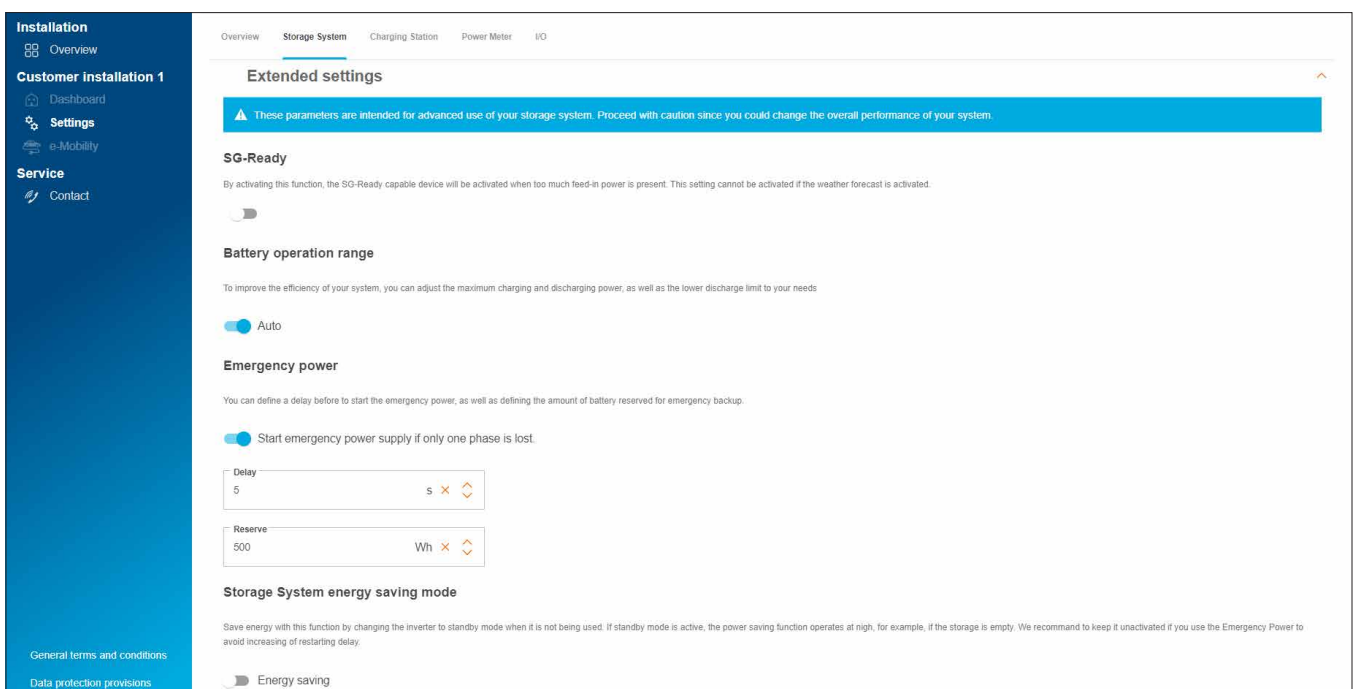 Installation
Overview
Customer installation 1
Dashboard
Settings
e-Mobility
Service
Contact
General terms and conditions
Data protection provisions
Overview Storage System Charging Station Power Meter I/O
Extended settings
These parameters are intended for advanced use of your storage system. Proceed with caution since you could change the overall performance of your system.
SG-Ready
By activating this function, the SG-Ready capable device will be activated when too much feed-in power is present. This setting cannot be activated if the weather forecast is activated.
Battery operation range
To improve the efficiency of your system, you can adjust the maximum charging and discharging power, as well as the lower discharge limit to your needs
Auto
Emergency power
You can define a delay before to start the emergency power, as well as defining the amount of battery reserved for emergency backup.
Start emergency power supply if only one phase is lost.
Delay
5 s
Reserve
500 Wh
Storage System energy saving mode
Save energy with this function by changing the inverter to standby mode when it is not being used. If standby mode is active, the power saving function operates at nigh, for example, if the storage is empty. We recommand to keep it unactivated if you use the Emergency Power to
avoid increasing of restarting delay.
Energy saving